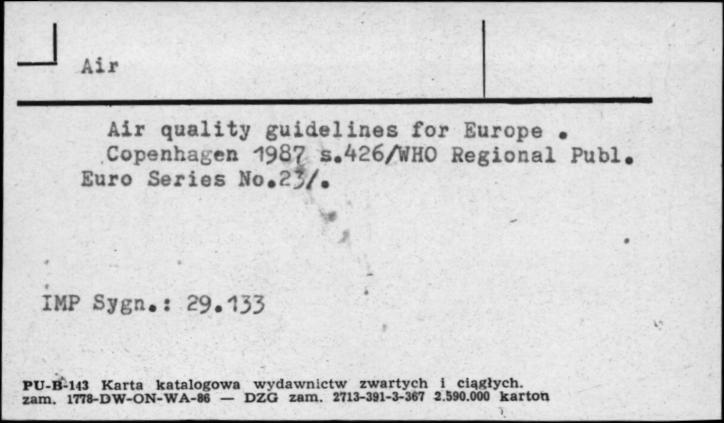 Air
Air quality guidelines for Europe .
Copenhagen 1987 s.426/WHO Regional Publ.
Euro Series No.23/.
IMP Sygn.: 29.133
PU-B-143 Karta katalogowa wydawnictw zwartych i ciągłych.
zam. 1778-DW-ON-WA-86 — DZG zam. 2713-391-3-367 2.590.000 karton